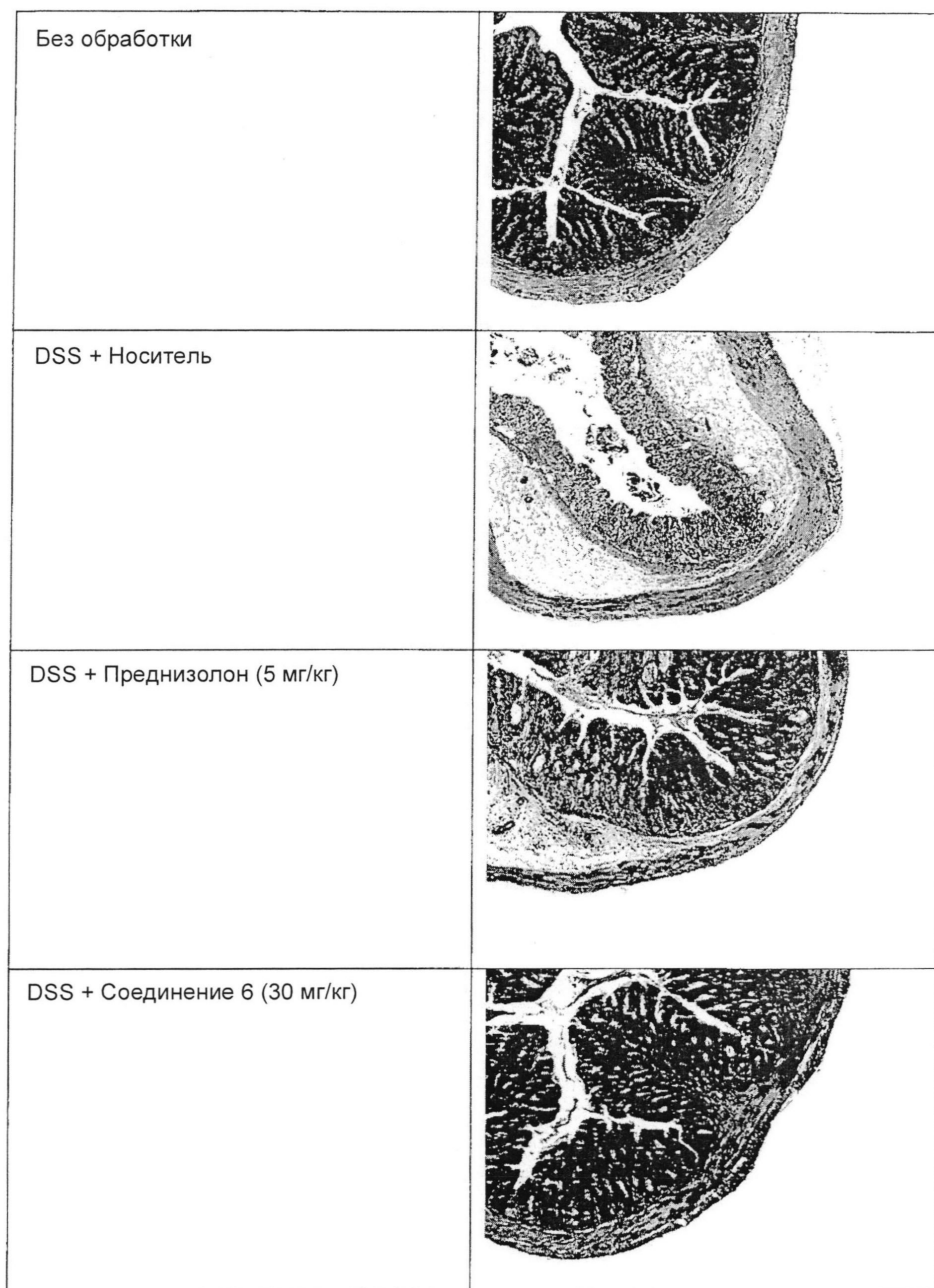 Без обработки
DSS + Носитель
DSS + Преднизолон (5 мг/кг)
DSS + Соединение 6 (30 мг/кг)